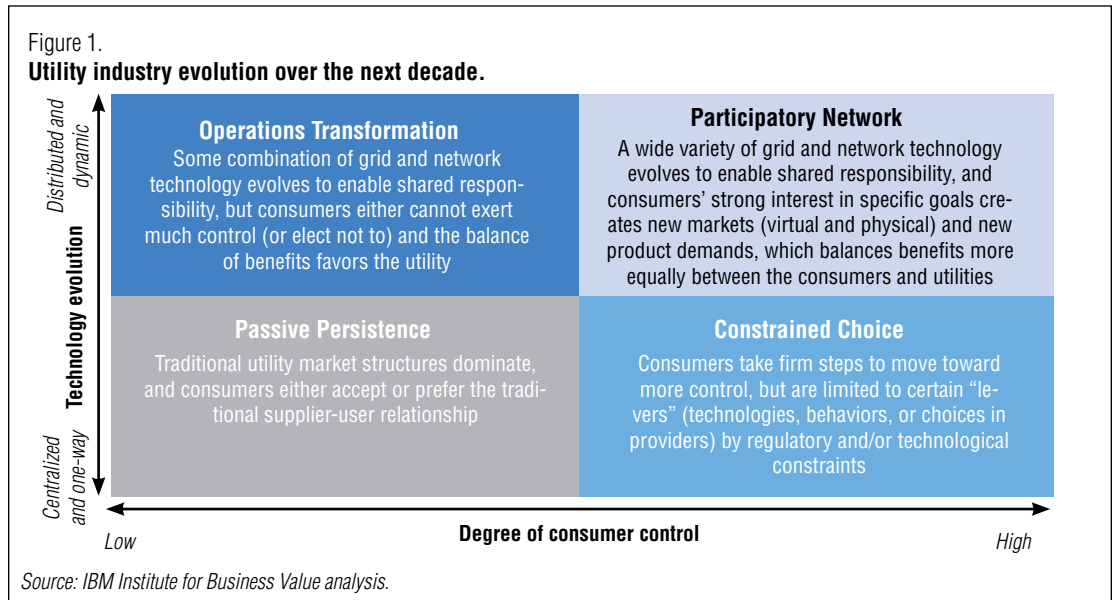 Figure 1.
Utility industry evolution over the next decade.
Distributed and
dynamic
Technology evolution
Centralized
and one-way
Operations Transformation
Some combination of grid and network
technology evolves to enable shared respon-
sibility, but consumers either cannot exert
much control (or elect not to) and the balance
of benefits favors the utility
Participatory Network
A wide variety of grid and network technology
evolves to enable shared responsibility, and
consumers’ strong interest in specific goals cre-
ates new markets (virtual and physical) and new
product demands, which balances benefits more
equally between the consumers and utilities
Passive Persistence
Traditional utility market structures dominate,
and consumers either accept or prefer the tradi-
tional supplier-user relationship
Constrained Choice
Consumers take firm steps to move toward
more control, but are limited to certain “le-
vers” (technologies, behaviors, or choices in
providers) by regulatory and/or technological
constraints
Low
Degree of consumer control
High
Source: IBM Institute for Business Value analysis.